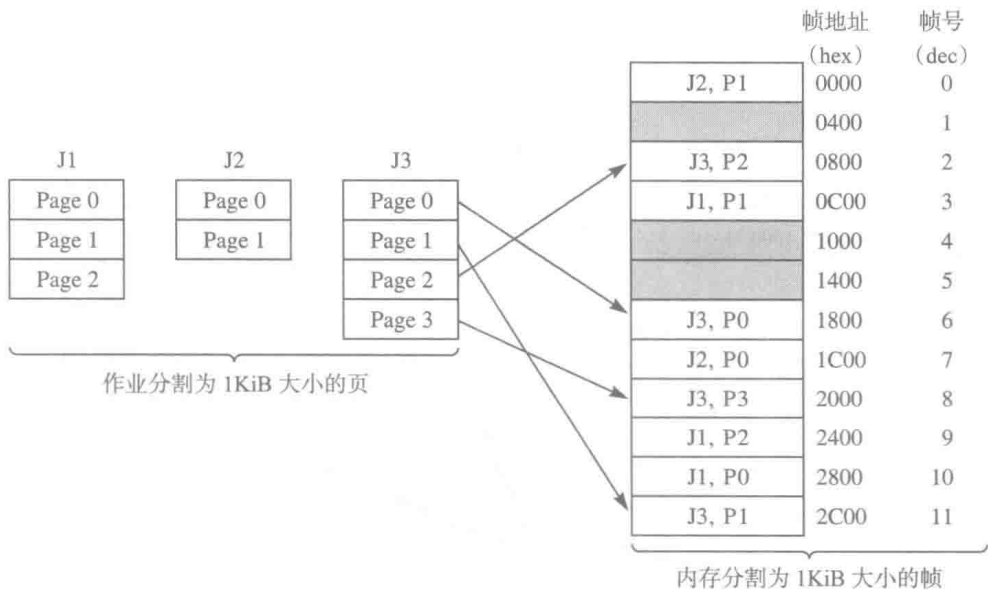 帧地址 帧号
(hex) (dec)
J2, P1 0000 0
0400 1
J3, P2 0800 2
J1, P1 0C00 3
1000 4
1400 5
J3, P0 1800 6
J2, P0 1C00 7
J3, P3 2000 8
J1, P2 2400 9
J1, P0 2800 10
J3, P1 2C00 11
内存分割为 1KiB 大小的帧
J1 J2 J3
Page 0 Page 0 Page 0
Page 1 Page 1 Page 1
Page 2 Page 2
Page 3
作业分割为 1KiB 大小的页